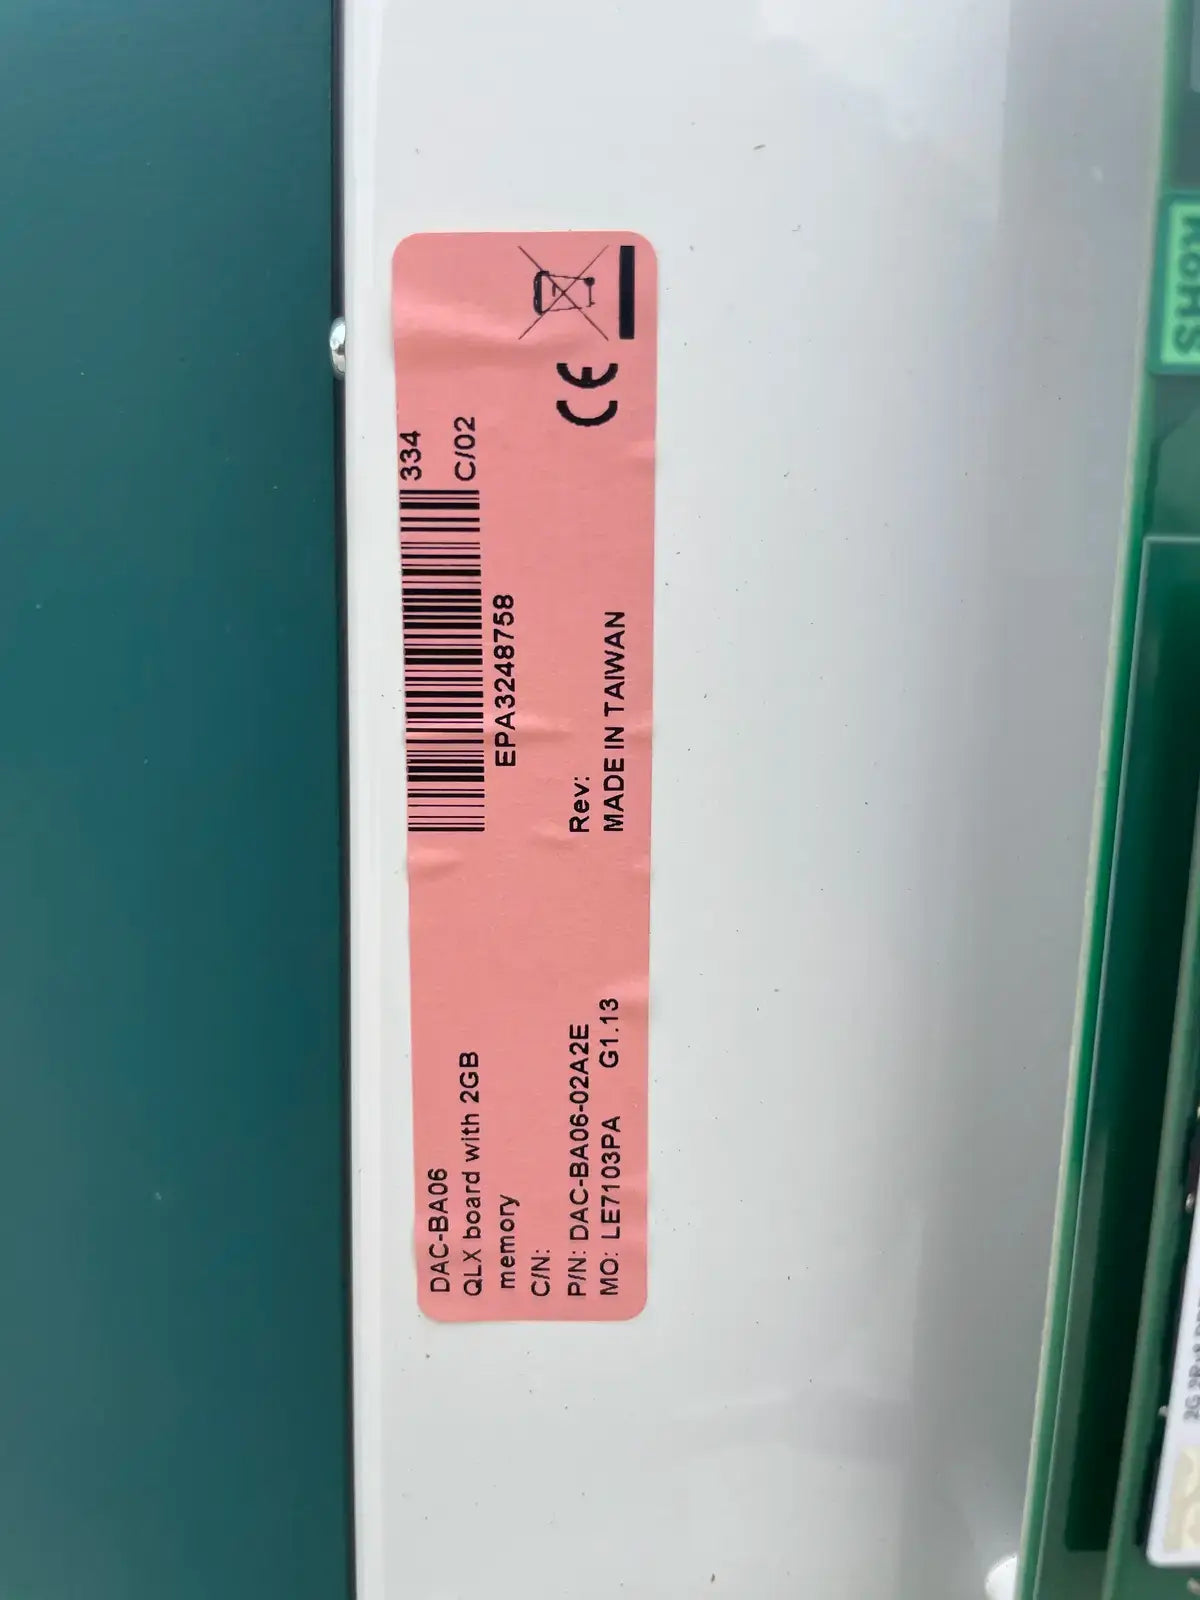 DAC-BA06
QLX board with 2GB
memory
C/N:
P/N: DAC-BA06-02A2E
MO: LE7103PA G1.13
334
C/02
EPA3248758
Rev:
MADE IN TAIWAN
CE
ROHS